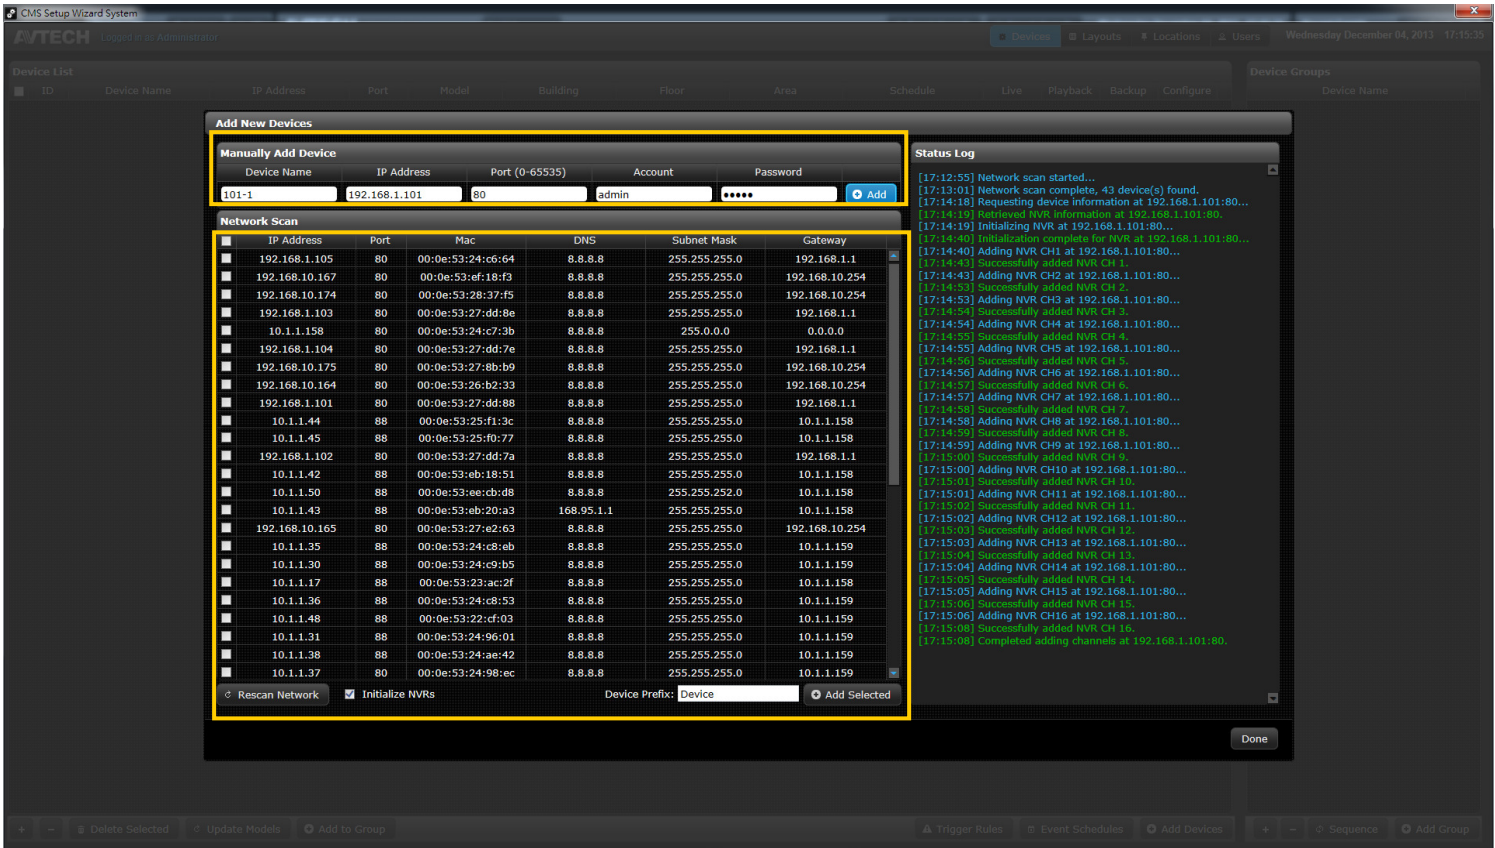 CMS Setup Wizard System
AVTECH Logged in as Administrator Devices Layouts Locations Users Wednesday December 04, 2013 17:15:35
Device List Device Groups
ID Device Name IP Address Port Model Building Floor Area Schedule Live Playback Backup Configure Device Name
Add New Devices
Manually Add Device
Device Name IP Address Port (0-65535) Account Password
101-1 192.168.1.101 80 admin ••••• Add
Network Scan
IP Address Port Mac DNS Subnet Mask Gateway
192.168.1.105 80 00:0e:53:24:c6:64 8.8.8.8 255.255.255.0 192.168.1.1
192.168.10.167 80 00:0e:53:ef:18:f3 8.8.8.8 255.255.255.0 192.168.10.254
192.168.10.174 80 00:0e:53:28:37:f5 8.8.8.8 255.255.255.0 192.168.10.254
192.168.1.103 80 00:0e:53:27:dd:8e 8.8.8.8 255.255.255.0 192.168.1.1
10.1.1.158 80 00:0e:53:24:c7:3b 8.8.8.8 255.0.0.0 0.0.0.0
192.168.1.104 80 00:0e:53:27:dd:7e 8.8.8.8 255.255.255.0 192.168.1.1
192.168.10.175 80 00:0e:53:27:8b:b9 8.8.8.8 255.255.255.0 192.168.10.254
192.168.10.164 80 00:0e:53:26:b2:33 8.8.8.8 255.255.255.0 192.168.10.254
192.168.1.101 80 00:0e:53:27:dd:88 8.8.8.8 255.255.255.0 192.168.1.1
10.1.1.44 88 00:0e:53:25:f1:3c 8.8.8.8 255.255.255.0 10.1.1.158
10.1.1.45 88 00:0e:53:25:f0:77 8.8.8.8 255.255.255.0 10.1.1.158
192.168.1.102 80 00:0e:53:27:dd:7a 8.8.8.8 255.255.255.0 192.168.1.1
10.1.1.42 88 00:0e:53:eb:18:51 8.8.8.8 255.255.255.0 10.1.1.158
10.1.1.50 88 00:0e:53:ee:cb:d8 8.8.8.8 255.255.252.0 10.1.1.158
10.1.1.43 88 00:0e:53:eb:20:a3 168.95.1.1 255.255.255.0 10.1.1.158
192.168.10.165 80 00:0e:53:27:e2:63 8.8.8.8 255.255.255.0 192.168.10.254
10.1.1.35 88 00:0e:53:24:c8:eb 8.8.8.8 255.255.255.0 10.1.1.159
10.1.1.30 88 00:0e:53:24:c9:b5 8.8.8.8 255.255.255.0 10.1.1.159
10.1.1.17 88 00:0e:53:23:ac:2f 8.8.8.8 255.255.255.0 10.1.1.158
10.1.1.36 88 00:0e:53:24:c8:53 8.8.8.8 255.255.255.0 10.1.1.159
10.1.1.48 88 00:0e:53:22:cf:03 8.8.8.8 255.255.255.0 10.1.1.159
10.1.1.31 88 00:0e:53:24:96:01 8.8.8.8 255.255.255.0 10.1.1.159
10.1.1.38 88 00:0e:53:24:ae:42 8.8.8.8 255.255.255.0 10.1.1.159
10.1.1.37 80 00:0e:53:24:98:ec 8.8.8.8 255.255.255.0 10.1.1.159
Rescan Network Initialize NVRs Device Prefix: Device Add Selected
Status Log
[17:12:55] Network scan started...
[17:13:01] Network scan complete, 43 device(s) found.
[17:14:18] Requesting device information at 192.168.1.101:80...
[17:14:19] Retrieved NVR information at 192.168.1.101:80.
[17:14:19] Initializing NVR at 192.168.1.101:80...
[17:14:40] Initialization complete for NVR at 192.168.1.101:80...
[17:14:40] Adding NVR CH1 at 192.168.1.101:80...
[17:14:43] Successfully added NVR CH 1.
[17:14:43] Adding NVR CH2 at 192.168.1.101:80...
[17:14:53] Successfully added NVR CH 2.
[17:14:53] Adding NVR CH3 at 192.168.1.101:80...
[17:14:54] Successfully added NVR CH 3.
[17:14:54] Adding NVR CH4 at 192.168.1.101:80...
[17:14:55] Successfully added NVR CH 4.
[17:14:55] Adding NVR CH5 at 192.168.1.101:80...
[17:14:56] Successfully added NVR CH 5.
[17:14:56] Adding NVR CH6 at 192.168.1.101:80...
[17:14:57] Successfully added NVR CH 6.
[17:14:57] Adding NVR CH7 at 192.168.1.101:80...
[17:14:58] Successfully added NVR CH 7.
[17:14:58] Adding NVR CH8 at 192.168.1.101:80...
[17:14:59] Successfully added NVR CH 8.
[17:14:59] Adding NVR CH9 at 192.168.1.101:80...
[17:15:00] Successfully added NVR CH 9.
[17:15:00] Adding NVR CH10 at 192.168.1.101:80...
[17:15:01] Successfully added NVR CH 10.
[17:15:01] Adding NVR CH11 at 192.168.1.101:80...
[17:15:02] Successfully added NVR CH 11.
[17:15:02] Adding NVR CH12 at 192.168.1.101:80...
[17:15:03] Successfully added NVR CH 12.
[17:15:03] Adding NVR CH13 at 192.168.1.101:80...
[17:15:04] Successfully added NVR CH 13.
[17:15:04] Adding NVR CH14 at 192.168.1.101:80...
[17:15:05] Successfully added NVR CH 14.
[17:15:05] Adding NVR CH15 at 192.168.1.101:80...
[17:15:06] Successfully added NVR CH 15.
[17:15:06] Adding NVR CH16 at 192.168.1.101:80...
[17:15:08] Successfully added NVR CH 16.
[17:15:08] Completed adding channels at 192.168.1.101:80.
Done
+ - Delete Selected Update Models Add to Group Trigger Rules Event Schedules Add Devices + - Sequence Add Group